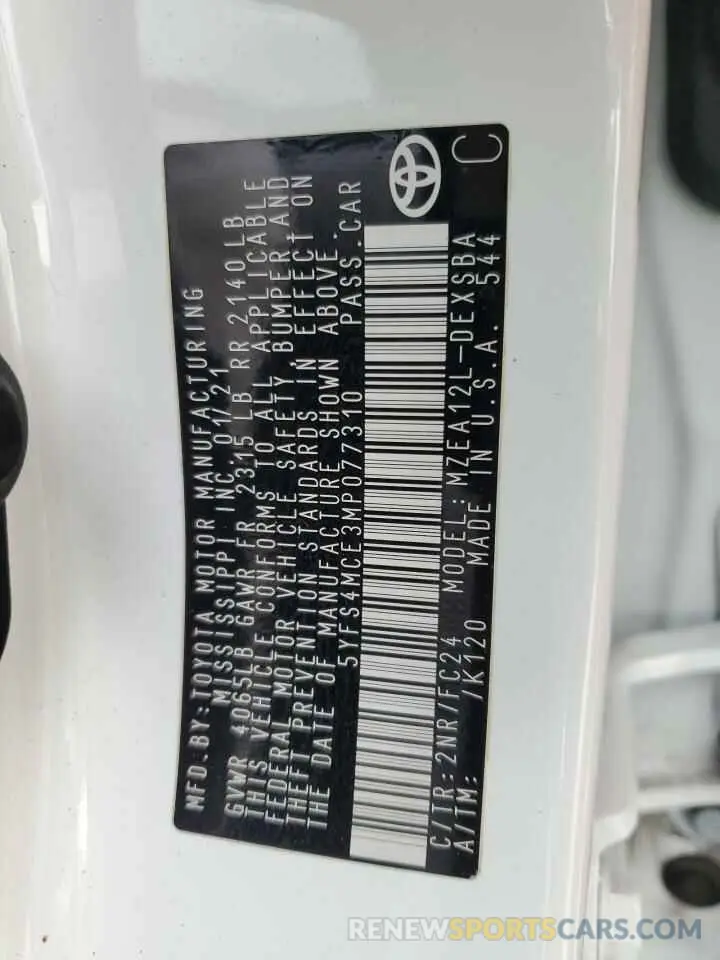 MFD.BY:TOYOTA MOTOR MANUFACTURING
MISSISSIPPI INC. 01/21
GVWR 4065LB GAWR FR 2315 LB RR 2140LB
THIS VEHICLE CONFORMS TO ALL APPLICABLE
FEDERAL MOTOR VEHICLE SAFETY BUMPER AND
THEFT PREVENTION STANDARDS IN EFFECT ON
THE DATE OF MANUFACTURE SHOWN ABOVE.
5YFS4MCE3MP077310 PASS.CAR
C/TR:2NR/FC24 MODEL:MZEA12L-DEXSBA
A/TM: /K120 MADE IN U.S.A. 544
C
RENEWSPORTSCARS.COM